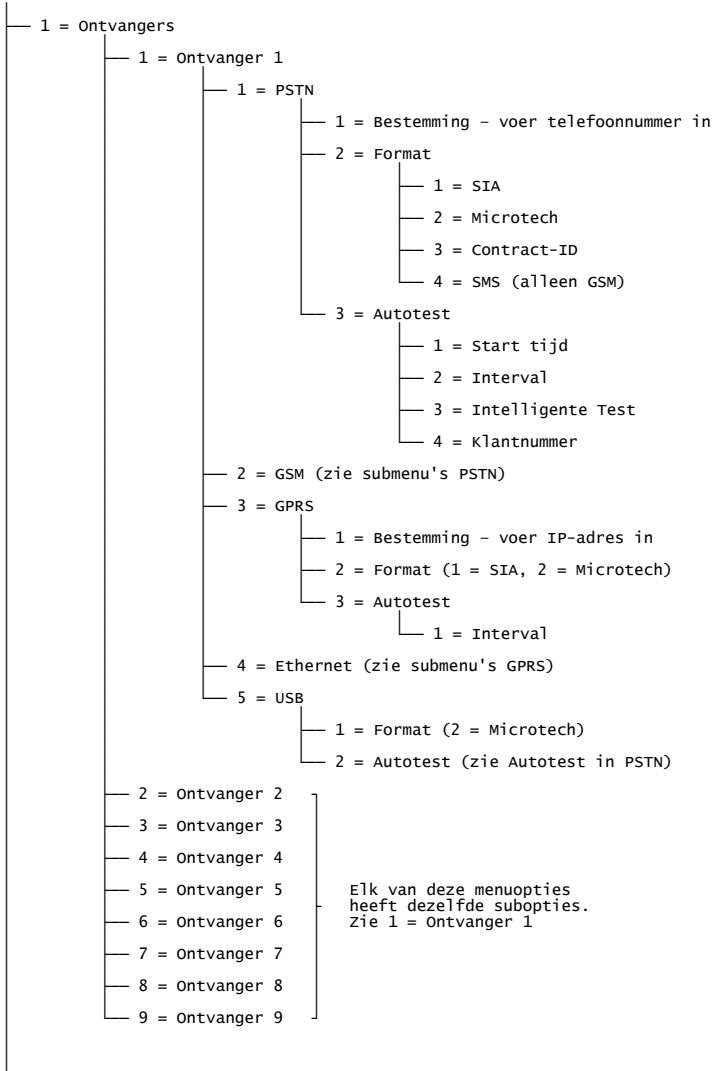 1 = Ontvangers
1 = Ontvanger 1
1 = PSTN
1 = Bestemming – voer telefoonnummer in
2 = Format
1 = SIA
2 = Microtech
3 = Contract-ID
4 = SMS (alleen GSM)
3 = Autotest
1 = Start tijd
2 = Interval
3 = Intelligente Test
4 = Klantnummer
2 = GSM (zie submenu's PSTN)
3 = GPRS
1 = Bestemming – voer IP-adres in
2 = Format (1 = SIA, 2 = Microtech)
3 = Autotest
1 = Interval
4 = Ethernet (zie submenu's GPRS)
5 = USB
1 = Format (2 = Microtech)
2 = Autotest (zie Autotest in PSTN)
2 = Ontvanger 2
3 = Ontvanger 3
4 = Ontvanger 4
5 = Ontvanger 5
6 = Ontvanger 6
7 = Ontvanger 7
8 = Ontvanger 8
9 = Ontvanger 9
Elk van deze menuopties
heeft dezelfde subopties.
Zie 1 = Ontvanger 1